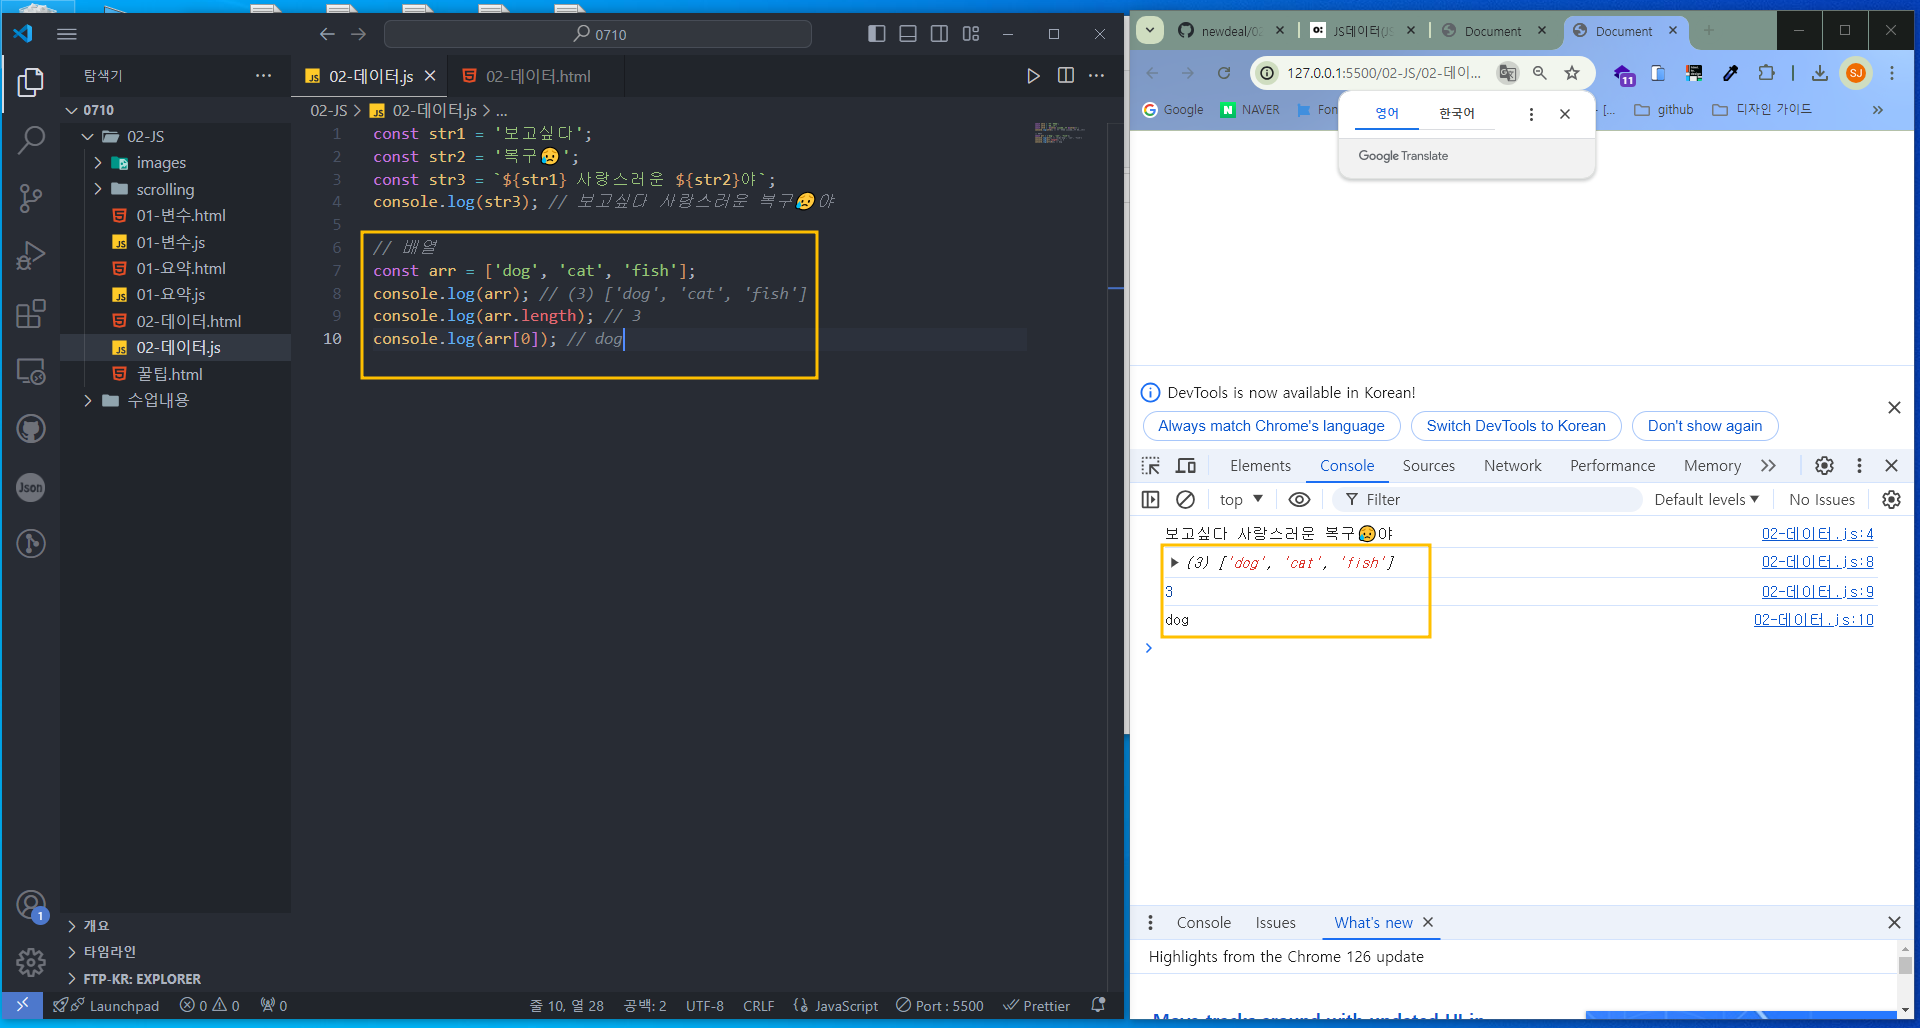 0710
탐색기
02-데이터.js
02-데이터.html
0710
02-JS > 02-데이터.js > ...
02-JS
images
scrolling
01-변수.html
01-변수.js
01-요약.html
01-요약.js
02-데이터.html
02-데이터.js
꿀팁.html
수업내용
1 const str1 = '보고싶다';
2 const str2 = '복구😥';
3 const str3 = `${str1} 사랑스러운 ${str2}야`;
4 console.log(str3); // 보고싶다 사랑스러운 복구😥야
5
6 // 배열
7 const arr = ['dog', 'cat', 'fish'];
8 console.log(arr); // (3) ['dog', 'cat', 'fish']
9 console.log(arr.length); // 3
10 console.log(arr[0]); // dog
1
개요
타임라인
FTP-KR: EXPLORER
Launchpad 0 0 0
줄 10, 열 28 공백: 2 UTF-8 CRLF JavaScript Port : 5500 Prettier
newdeal/02
JS데이터(JS
Document
Document
127.0.0.1:5500/02-JS/02-데이...
11
SJ
Google NAVER Fon [... github 디자인 가이드
영어 한국어
Google Translate
DevTools is now available in Korean!
Always match Chrome's language Switch DevTools to Korean Don't show again
Elements Console Sources Network Performance Memory
top Filter Default levels No Issues
보고싶다 사랑스러운 복구😥야 02-데이터.js:4
(3) ['dog', 'cat', 'fish'] 02-데이터.js:8
3 02-데이터.js:9
dog 02-데이터.js:10
Console Issues What's new
Highlights from the Chrome 126 update